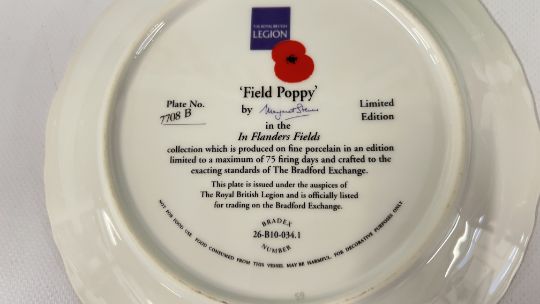 THE ROYAL BRITISH
LEGION
'Field Poppy'
Plate No.
7708 B
by Margaret
Limited
Edition
in the
In Flanders Fields
collection which is produced on fine porcelain in an edition
limited to a maximum of 75 firing days and crafted to the
exacting standards of The Bradford Exchange.
This plate is issued under the auspices of
The Royal British Legion and is officially listed
for trading on the Bradford Exchange.
BRADEX
26-B10-034.1
NUMBER
NOT FOR FOOD USE. FOOD CONSUMED FROM THIS VESSEL MAY BE HARMFUL. FOR DECORATIVE PURPOSES ONLY
59